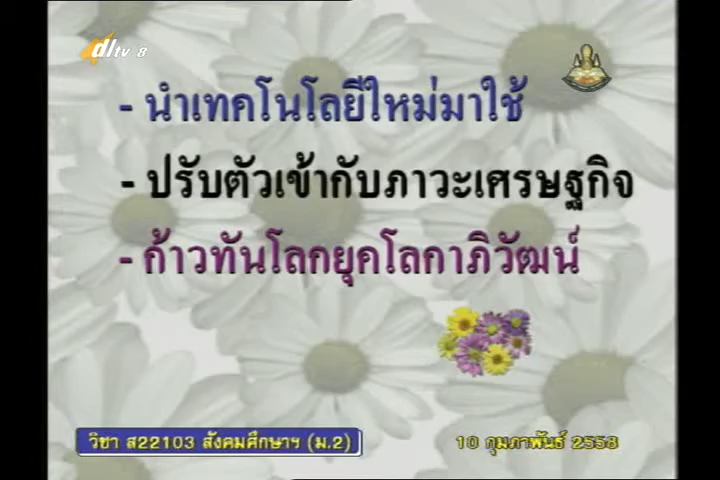 dltv 8
- นำเทคโนโลยีใหม่มาใช้
- ปรับตัวเข้ากับภาวะเศรษฐกิจ
- ก้าวทันโลกยุคโลกาภิวัฒน์
วิชา ส22103 สังคมศึกษาฯ (ม.2)
10 กุมภาพันธ์ 2558